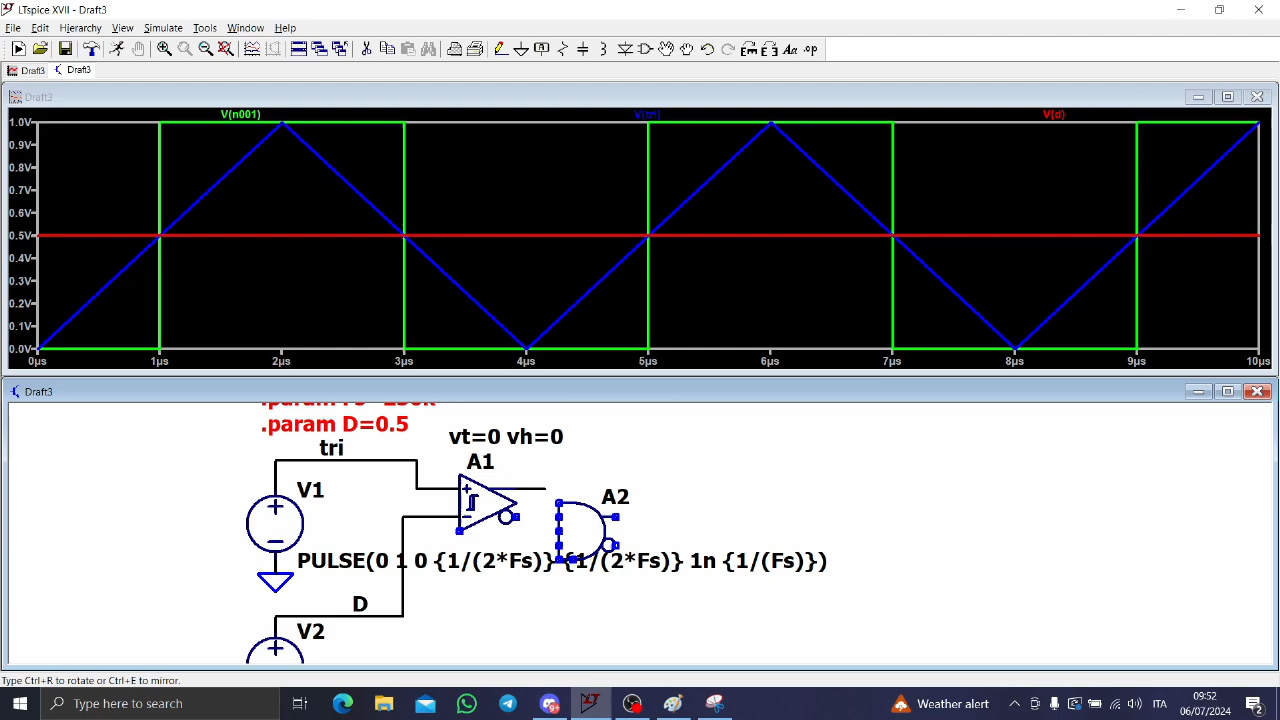 LTspice XVII - Draft3
File Edit Hierarchy View Simulate Tools Window Help
Draft3 Draft3
Draft3
V(n001) V(tri) V(d)
1.0V
0.9V
0.8V
0.7V
0.6V
0.5V
0.4V
0.3V
0.2V
0.1V
0.0V
0µs 1µs 2µs 3µs 4µs 5µs 6µs 7µs 8µs 9µs 10µs
Draft3
.param D=0.5
tri
vt=0 vh=0
A1
V1
A2
PULSE(0 1 0 {1/(2*Fs)} {1/(2*Fs)} 1n {1/(Fs)})
D
V2
Type Ctrl+R to rotate or Ctrl+E to mirror.
Type here to search
Weather alert
ITA
09:52
06/07/2024
2